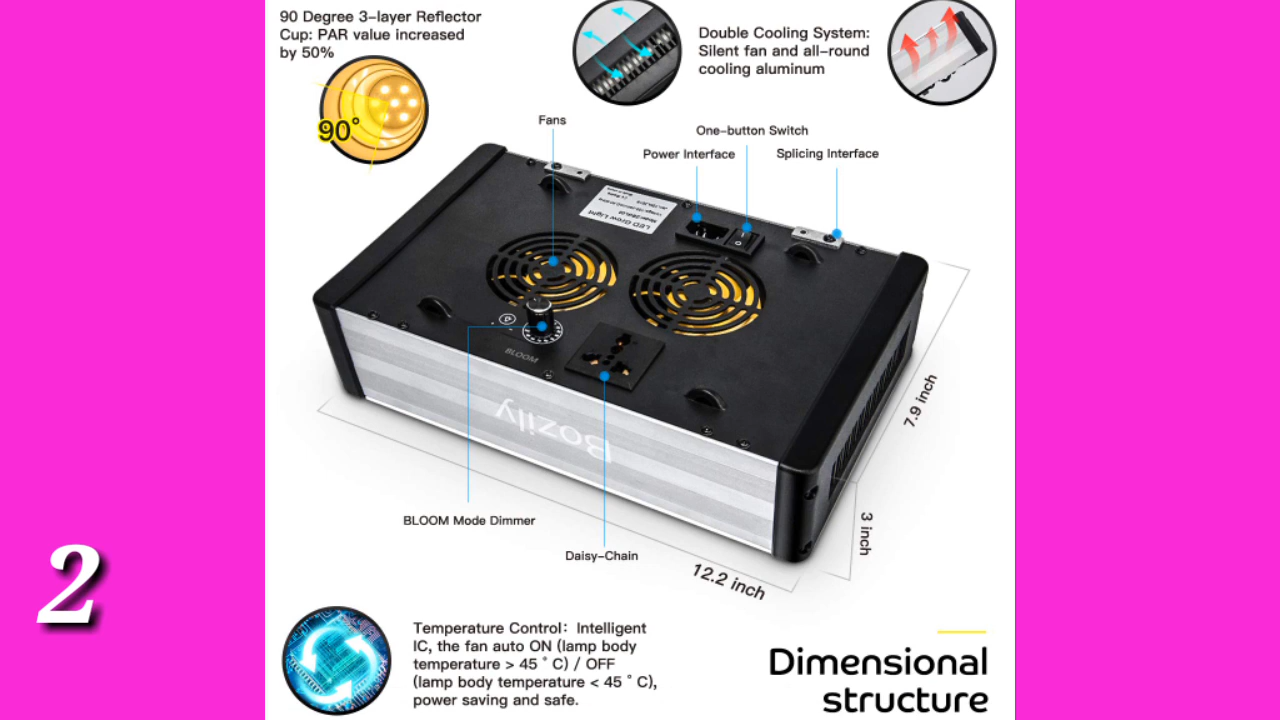 90 Degree 3-layer Reflector
Cup: PAR value increased
by 50%
90°
Double Cooling System:
Silent fan and all-round
cooling aluminum
Fans
One-button Switch
Power Interface
Splicing Interface
LED Grow Light
BLOOM
Bozily
7.9 inch
3 inch
12.2 inch
BLOOM Mode Dimmer
Daisy-Chain
2
Temperature Control: Intelligent
IC, the fan auto ON (lamp body
temperature > 45 °C) / OFF
(lamp body temperature < 45 °C),
power saving and safe.
Dimensional
structure